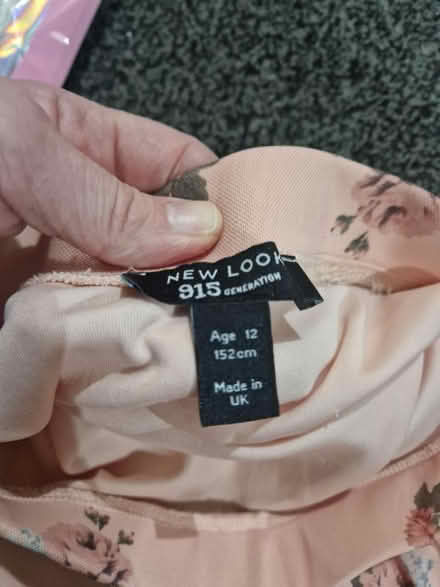 NEW LOOK
915 GENERATION
Age 12
152cm
Made in
UK